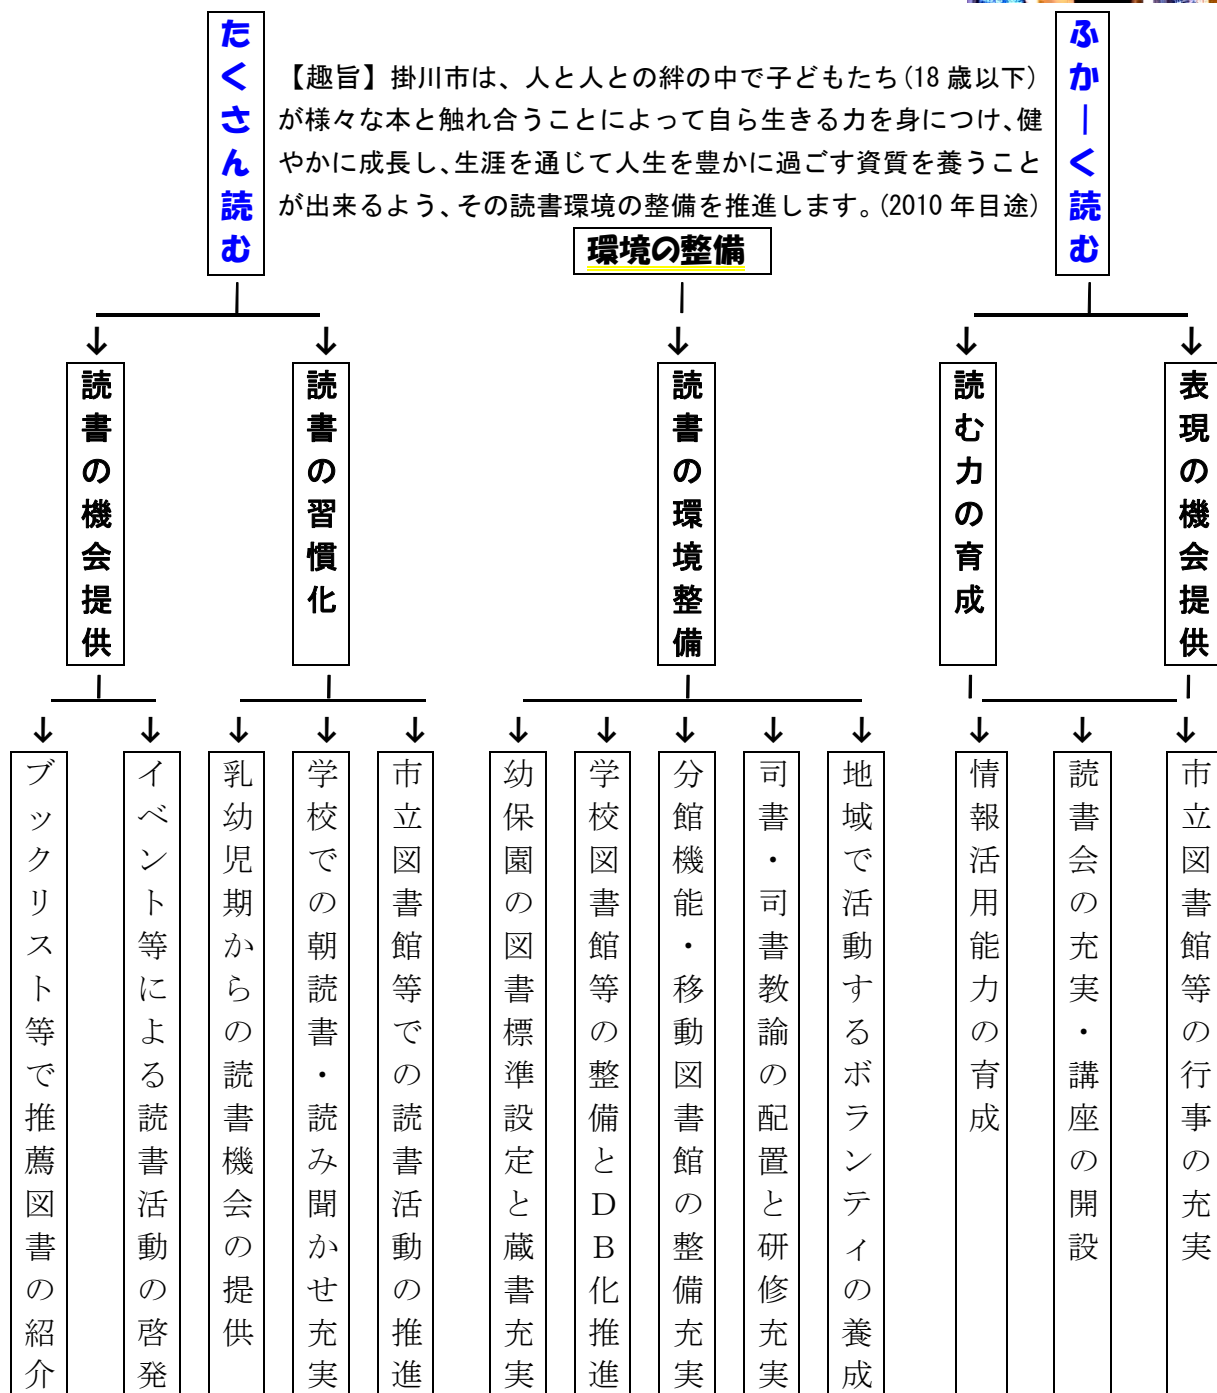 たくさん読む
【趣旨】掛川市は、人と人との絆の中で子どもたち(18歳以下)
が様々な本と触れ合うことによって自ら生きる力を身につけ、健
やかに成長し、生涯を通じて人生を豊かに過ごす資質を養うこと
が出来るよう、その読書環境の整備を推進します。(2010年目途)
ふかーく読む
環境の整備
読書の機会提供
読書の習慣化
読書の環境整備
読む力の育成
表現の機会提供
ブックリスト等で推薦図書の紹介
イベント等による読書活動の啓発
乳幼児期からの読書機会の提供
学校での朝読書・読み聞かせ充実
市立図書館等での読書活動の推進
幼保園の図書標準設定と蔵書充実
学校図書館等の整備とDB化推進
分館機能・移動図書館の整備充実
司書・司書教諭の配置と研修充実
地域で活動するボランティの養成
情報活用能力の育成
読書会の充実・講座の開設
市立図書館等の行事の充実